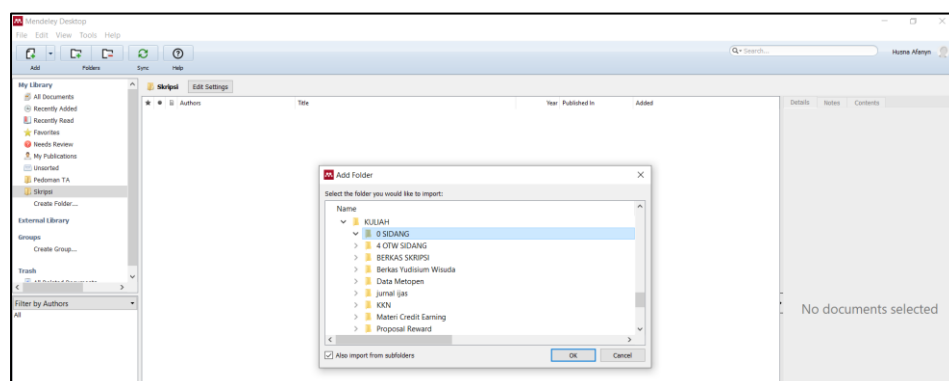 Mendeley Desktop
File Edit View Tools Help
Add Folders Sync Help
Search...
Husna Afanyn
My Library
All Documents
Recently Added
Recently Read
Favorites
Needs Review
My Publications
Unsorted
Pedoman TA
Skripsi
Create Folder...
External Library
Groups
Create Group...
Trash
Filter by Authors
All
Skripsi Edit Settings
Authors Title Year Published In Added
Add Folder
Select the folder you would like to import:
Name
KULIAH
0 SIDANG
4 OTW SIDANG
BERKAS SKRIPSI
Berkas Yudisium Wisuda
Data Metopen
jurnal ijas
KKN
Materi Credit Earning
Proposal Reward
Also import from subfolders
OK Cancel
Details Notes Contents
No documents selected